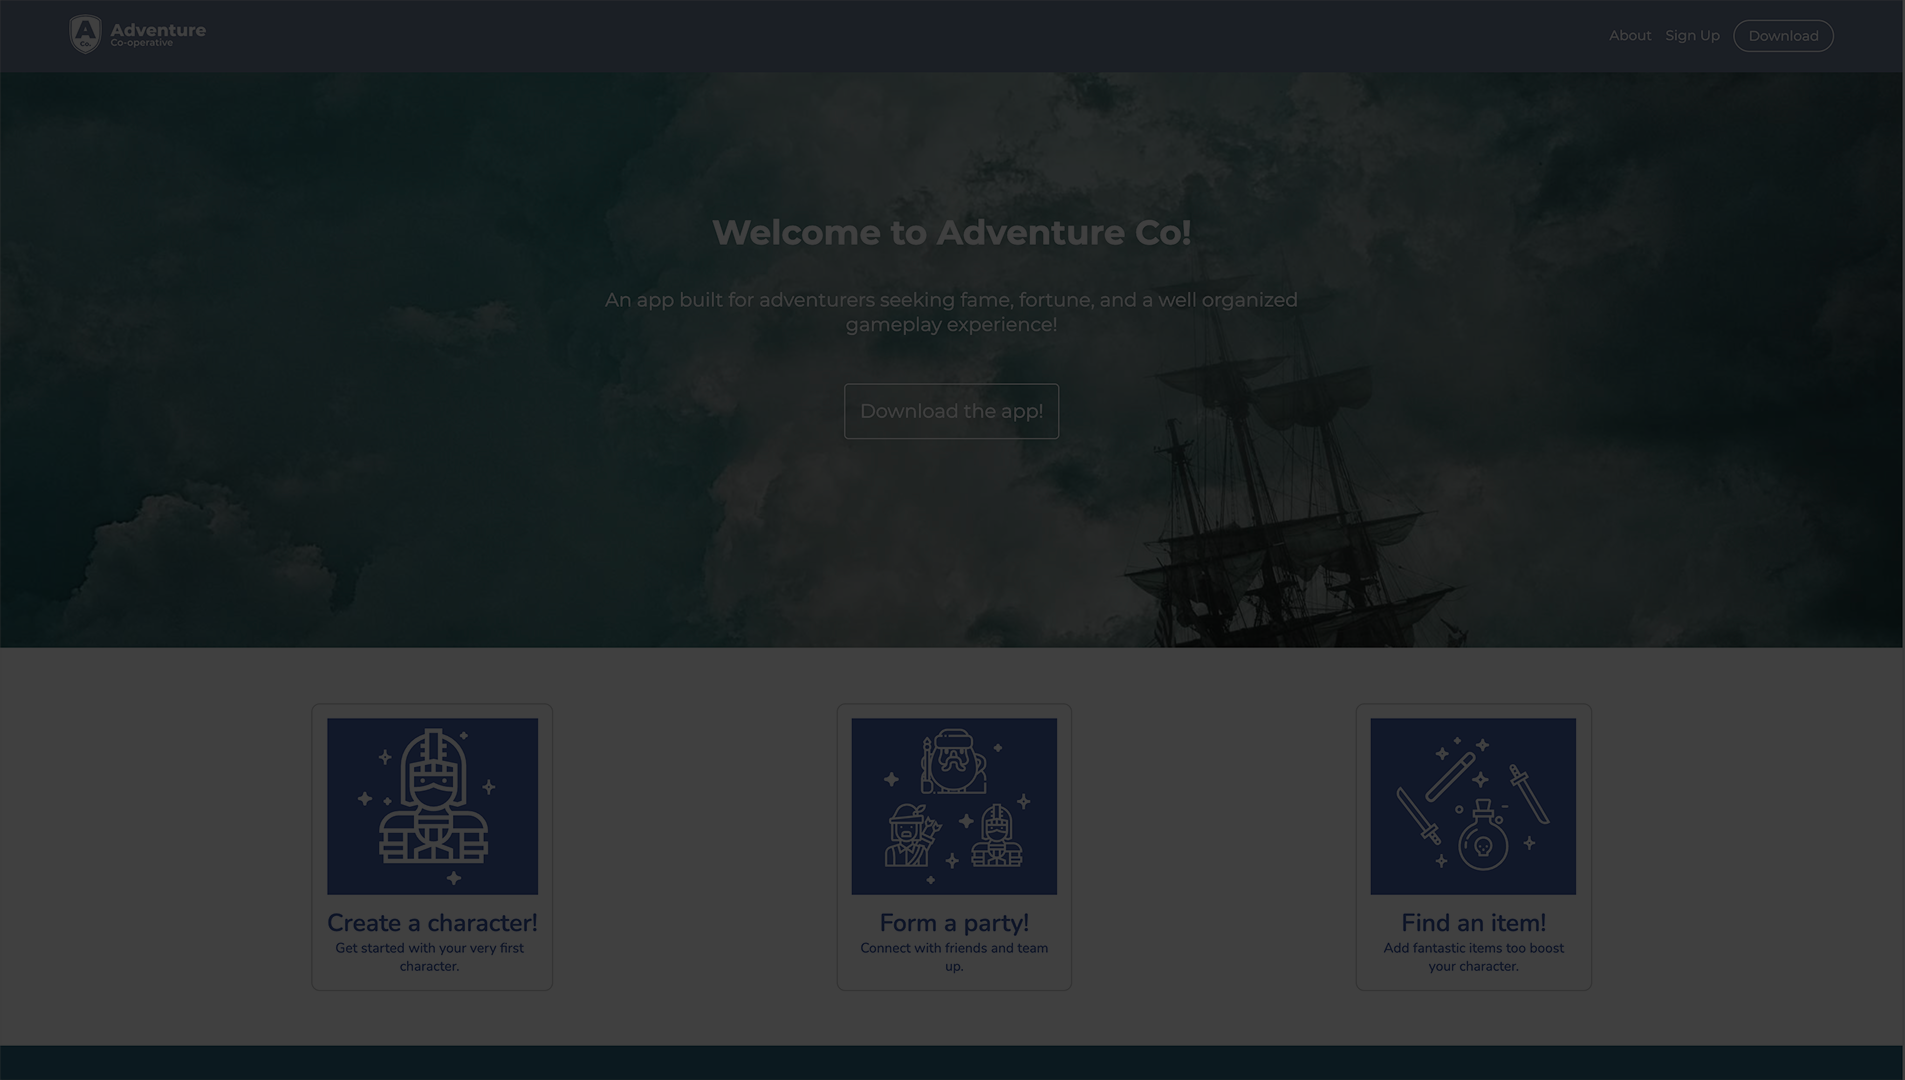 A
Co.
Adventure
Co-operative
About
Sign Up
Download
Welcome to Adventure Co!
An app built for adventurers seeking fame, fortune, and a well organized
gameplay experience!
Download the app!
Create a character!
Get started with your very first
character.
Form a party!
Connect with friends and team
up.
Find an item!
Add fantastic items too boost
your character.